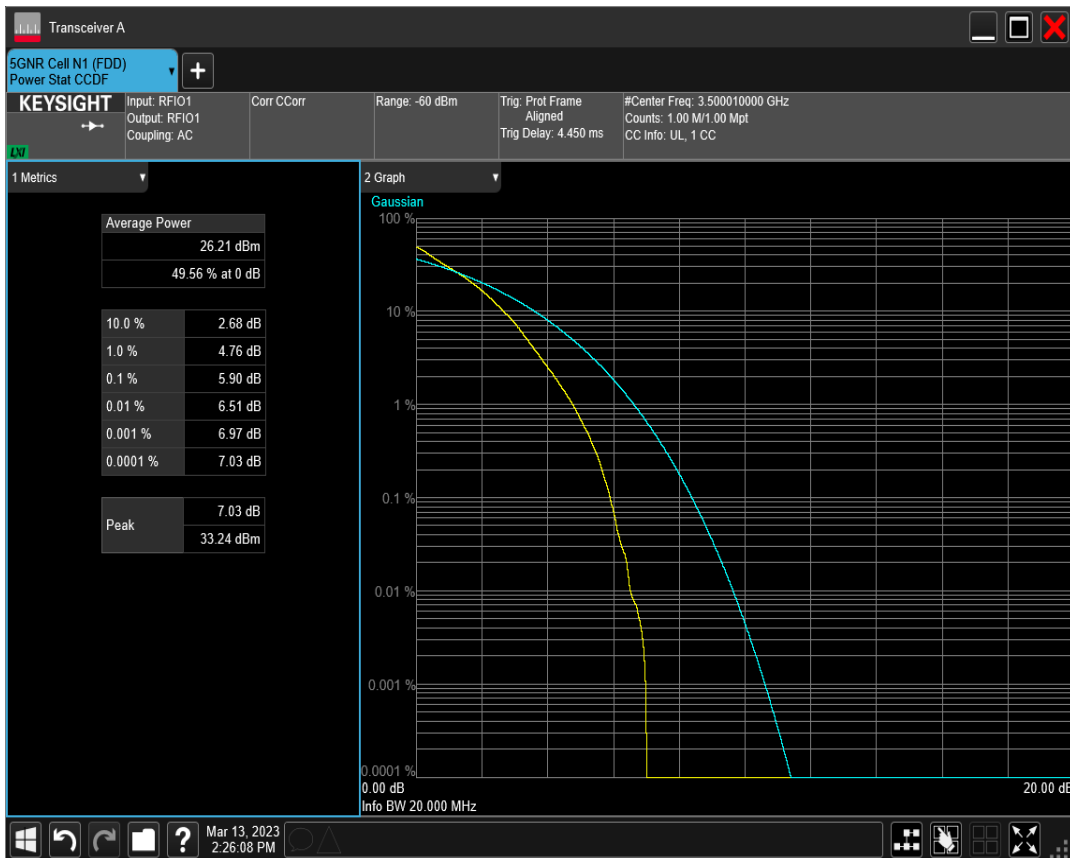 Transceiver A
5GNR Cell N1 (FDD)
Power Stat CCDF
KEYSIGHT
LXI
Input: RFIO1
Output: RFIO1
Coupling: AC
Corr CCorr
Range: -60 dBm
Trig: Prot Frame
Aligned
Trig Delay: 4.450 ms
#Center Freq: 3.500010000 GHz
Counts: 1.00 M/1.00 Mpt
CC Info: UL, 1 CC
1 Metrics
Average Power
26.21 dBm
49.56 % at 0 dB
10.0 % 2.68 dB
1.0 % 4.76 dB
0.1 % 5.90 dB
0.01 % 6.51 dB
0.001 % 6.97 dB
0.0001 % 7.03 dB
Peak
7.03 dB
33.24 dBm
2 Graph
Gaussian
100 %
10 %
1 %
0.1 %
0.01 %
0.001 %
0.0001 %
0.00 dB 20.00 dB
Info BW 20.000 MHz
?
Mar 13, 2023
2:26:08 PM